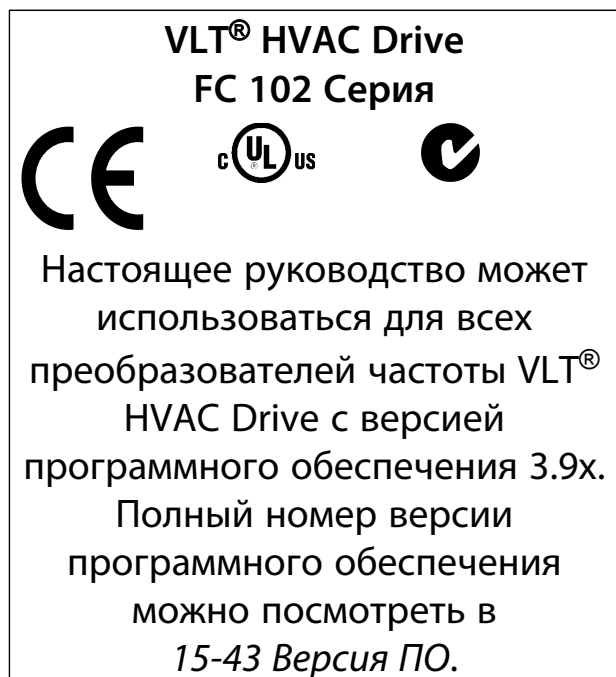 VLT® HVAC Drive
FC 102 Серия
CE
c UL® US
Настоящее руководство может
использоваться для всех
преобразователей частоты VLT®
HVAC Drive с версией
программного обеспечения 3.9x.
Полный номер версии
программного обеспечения
можно посмотреть в
15-43 Версия ПО.